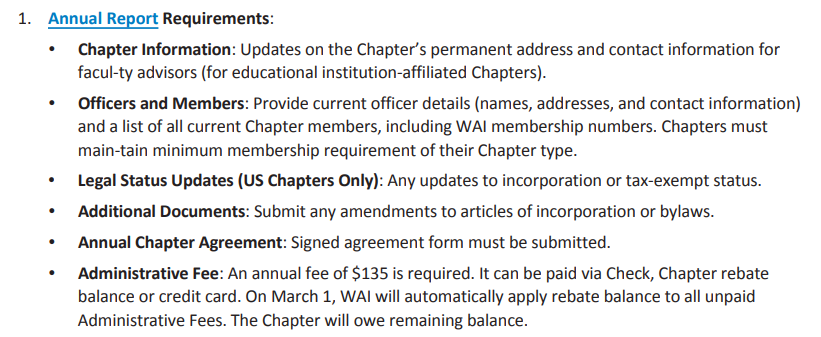 1. Annual Report Requirements:
• Chapter Information: Updates on the Chapter’s permanent address and contact information for
facul-ty advisors (for educational institution-affiliated Chapters).
• Officers and Members: Provide current officer details (names, addresses, and contact information)
and a list of all current Chapter members, including WAI membership numbers. Chapters must
main-tain minimum membership requirement of their Chapter type.
• Legal Status Updates (US Chapters Only): Any updates to incorporation or tax-exempt status.
• Additional Documents: Submit any amendments to articles of incorporation or bylaws.
• Annual Chapter Agreement: Signed agreement form must be submitted.
• Administrative Fee: An annual fee of $135 is required. It can be paid via Check, Chapter rebate
balance or credit card. On March 1, WAI will automatically apply rebate balance to all unpaid
Administrative Fees. The Chapter will owe remaining balance.